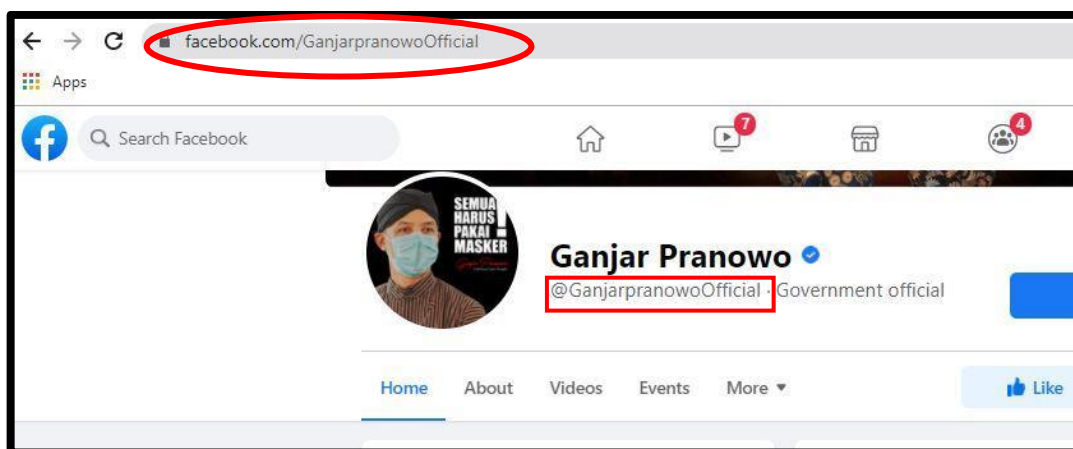 facebook.com/GanjarpranowoOfficial
Apps
Search Facebook
7
4
SEMUA
HARUS
PAKAI
MASKER
!
Ganjar Pranowo
@GanjarpranowoOfficial · Government official
Home About Videos Events More
Like